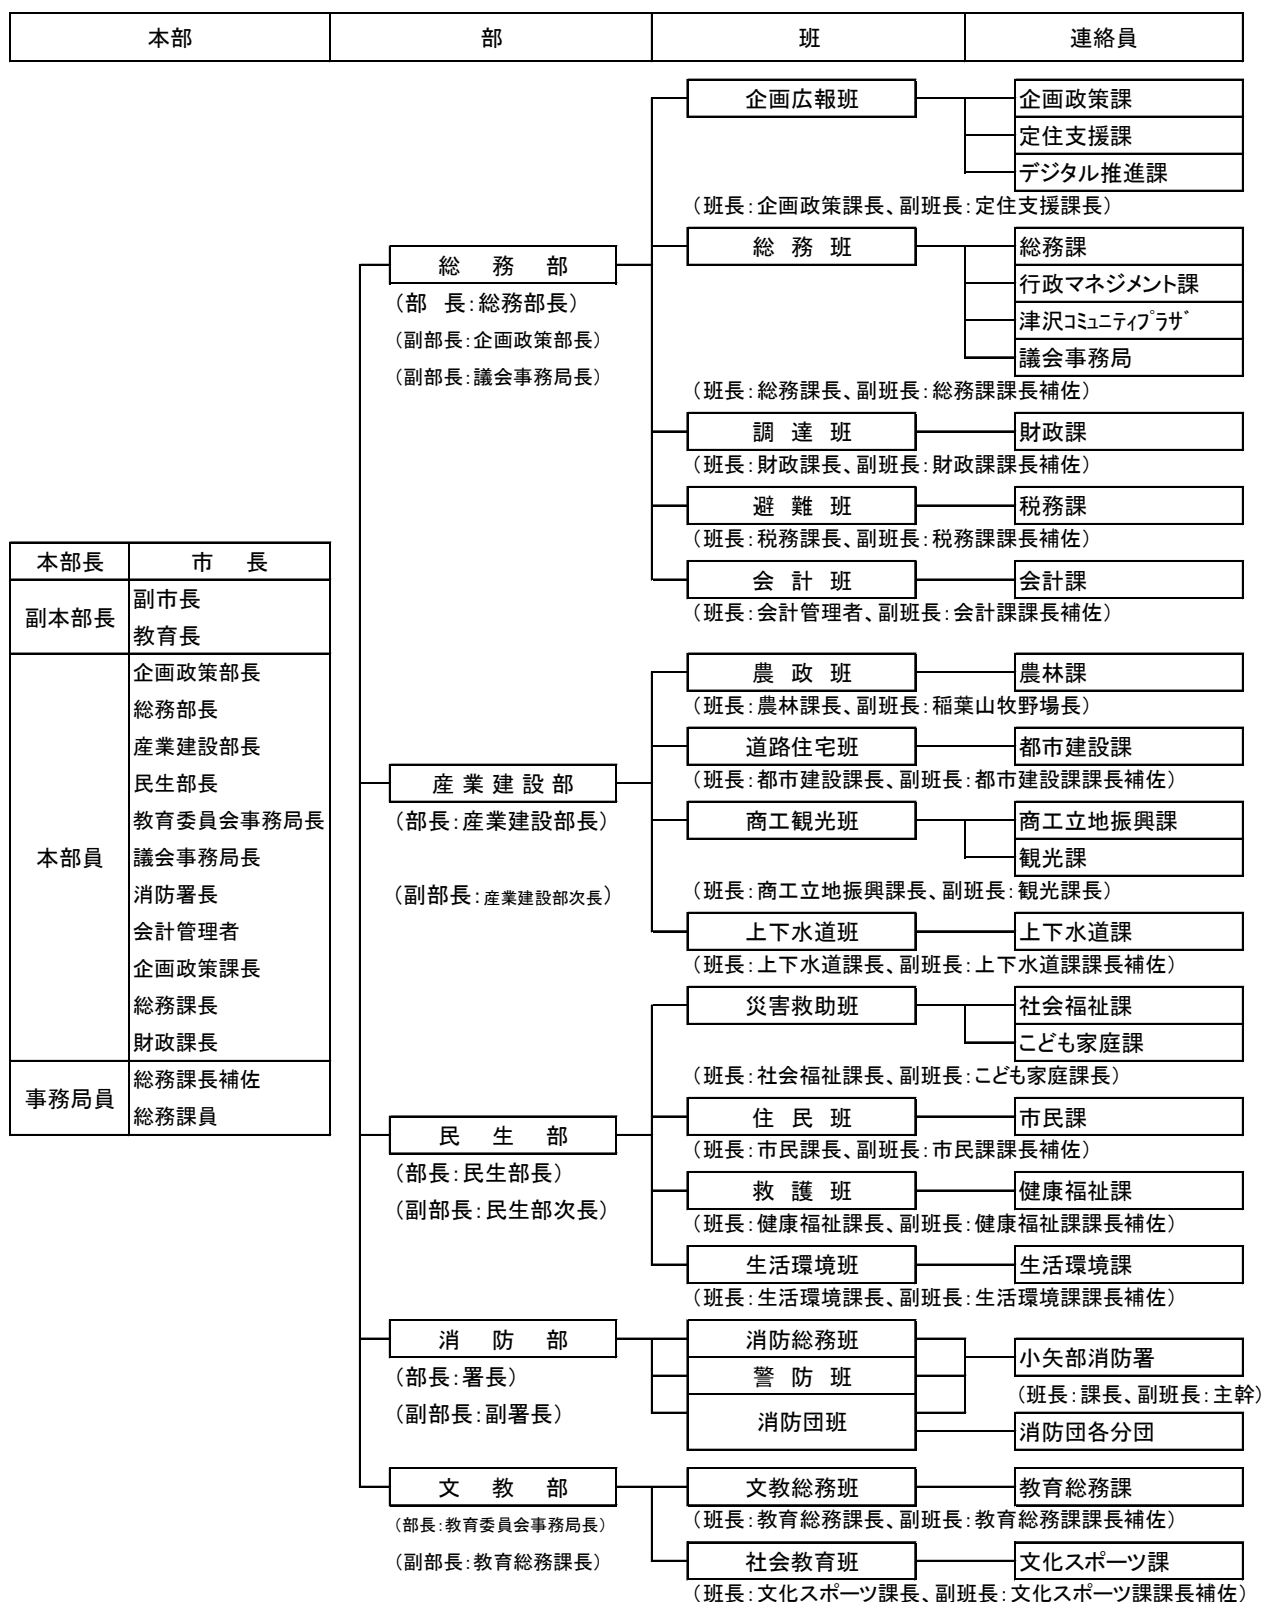 本部 部 班 連絡員
企画広報班 企画政策課
定住支援課
デジタル推進課
（班長：企画政策課長、副班長：定住支援課長）
総務班 総務課
総務部
行政マネジメント課
（部 長：総務部長）
津沢コミュニティプラザ
（副部長：企画政策部長）
議会事務局
（副部長：議会事務局長）
（班長：総務課長、副班長：総務課課長補佐）
調達班 財政課
（班長：財政課長、副班長：財政課課長補佐）
避難班 税務課
（班長：税務課長、副班長：税務課課長補佐）
会計班 会計課
（班長：会計管理者、副班長：会計課課長補佐）
本部長 市長
副本部長
副市長
教育長
本部員
企画政策部長
総務部長
産業建設部長
民生部長
教育委員会事務局長
議会事務局長
消防署長
会計管理者
企画政策課長
総務課長
財政課長
事務局員
総務課長補佐
総務課員
農政班 農林課
（班長：農林課長、副班長：稲葉山牧野場長）
道路住宅班 都市建設課
（班長：都市建設課長、副班長：都市建設課課長補佐）
産業建設部
（部長：産業建設部長）
（副部長：産業建設部次長）
商工観光班 商工立地振興課
観光課
（班長：商工立地振興課長、副班長：観光課長）
上下水道班 上下水道課
（班長：上下水道課長、副班長：上下水道課課長補佐）
災害救助班 社会福祉課
こども家庭課
（班長：社会福祉課長、副班長：こども家庭課長）
民生部
（部長：民生部長）
（副部長：民生部次長）
住民班 市民課
（班長：市民課長、副班長：市民課課長補佐）
救護班 健康福祉課
（班長：健康福祉課長、副班長：健康福祉課課長補佐）
生活環境班 生活環境課
（班長：生活環境課長、副班長：生活環境課課長補佐）
消防部
（部長：署長）
（副部長：副署長）
消防総務班
警防班
消防団班
小矢部消防署
（班長：課長、副班長：主幹）
消防団各分団
文教部
（部長：教育委員会事務局長）
（副部長：教育総務課長）
文教総務班 教育総務課
（班長：教育総務課長、副班長：教育総務課課長補佐）
社会教育班 文化スポーツ課
（班長：文化スポーツ課長、副班長：文化スポーツ課課長補佐）